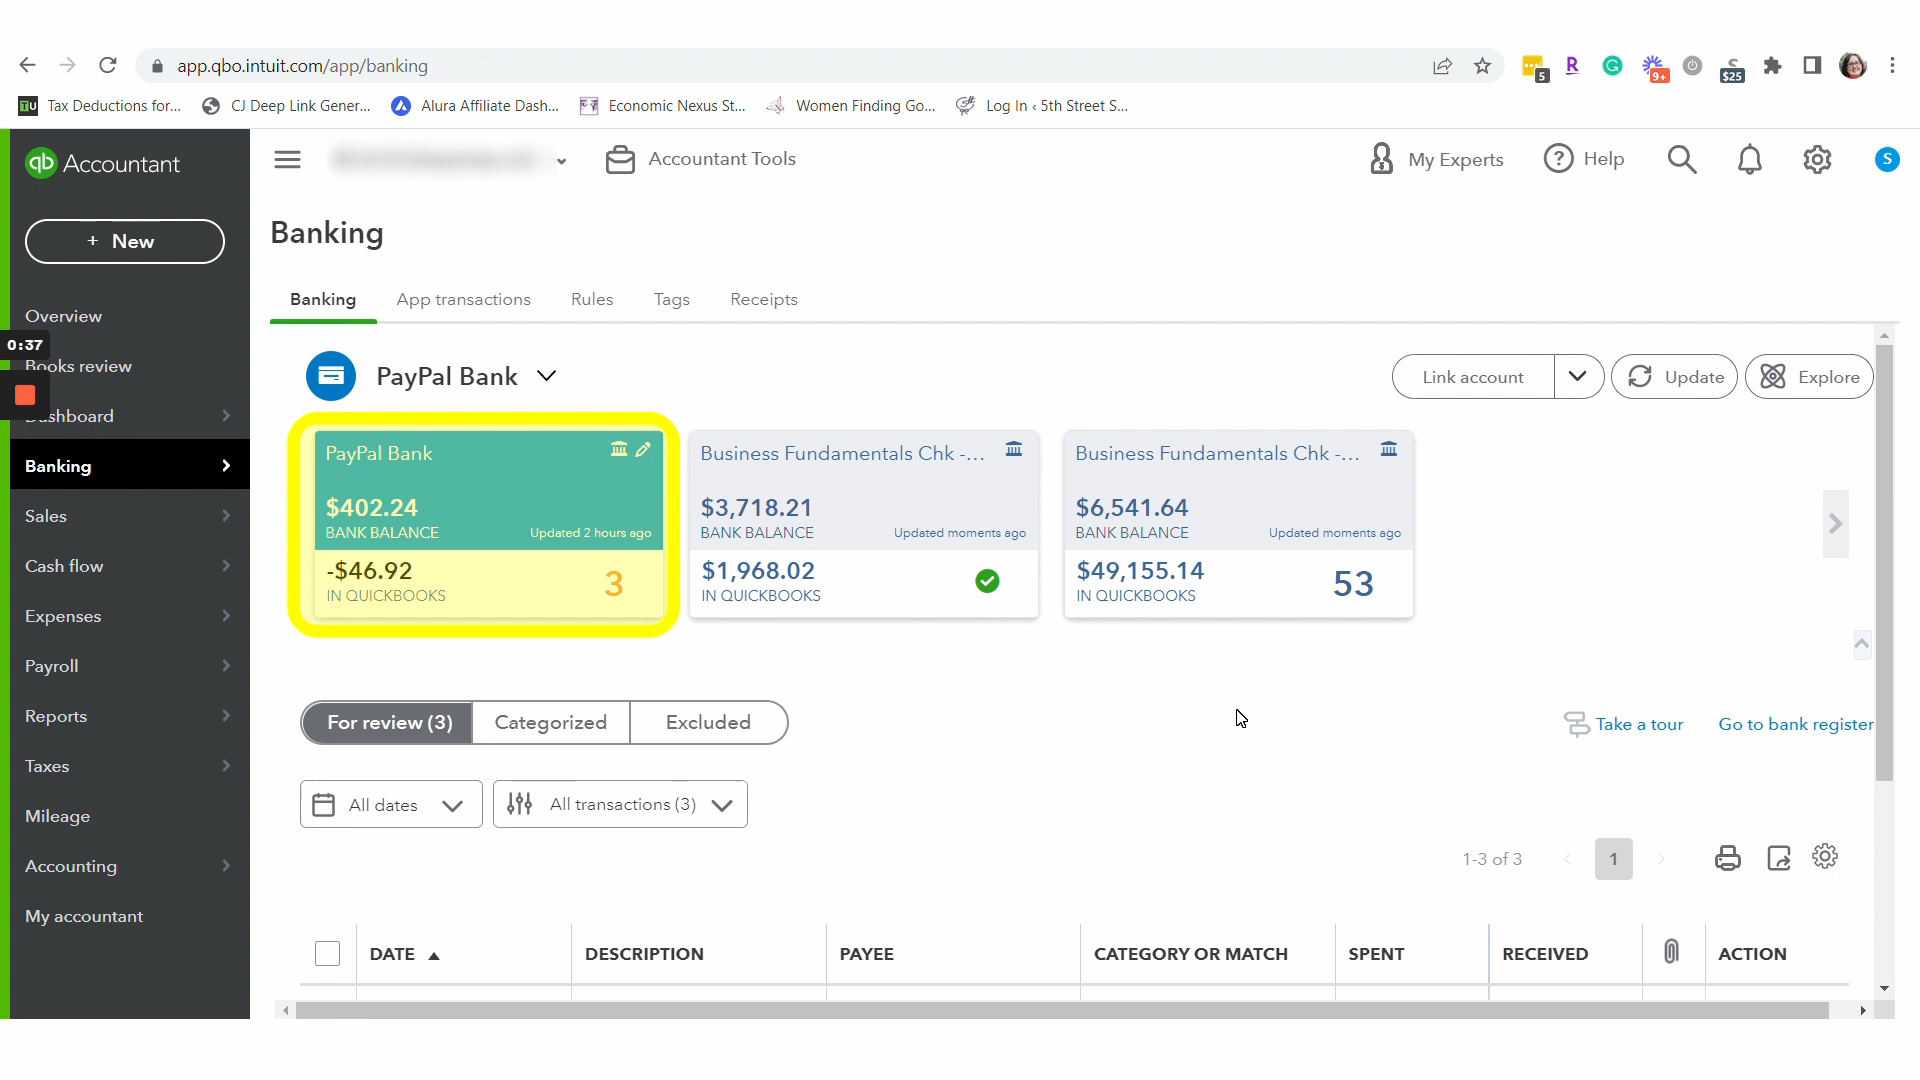 app.qbo.intuit.com/app/banking
5
R
G
9+
S
$25
TU Tax Deductions for...
CJ Deep Link Gener...
Alura Affiliate Dash...
Economic Nexus St...
Women Finding Go...
Log In ‹ 5th Street S...
qb Accountant
Accountant Tools
My Experts
? Help
S
+ New
Overview
0:37
Books review
shboard
Banking
Sales
Cash flow
Expenses
Payroll
Reports
Taxes
Mileage
Accounting
My accountant
Banking
Banking
App transactions
Rules
Tags
Receipts
PayPal Bank
Link account
Update
Explore
PayPal Bank
$402.24
BANK BALANCE
Updated 2 hours ago
-$46.92
IN QUICKBOOKS
3
Business Fundamentals Chk -...
$3,718.21
BANK BALANCE
Updated moments ago
$1,968.02
IN QUICKBOOKS
Business Fundamentals Chk -...
$6,541.64
BANK BALANCE
Updated moments ago
$49,155.14
IN QUICKBOOKS
53
For review (3)
Categorized
Excluded
Take a tour
Go to bank register
All dates
All transactions (3)
1-3 of 3
1
DATE
DESCRIPTION
PAYEE
CATEGORY OR MATCH
SPENT
RECEIVED
ACTION